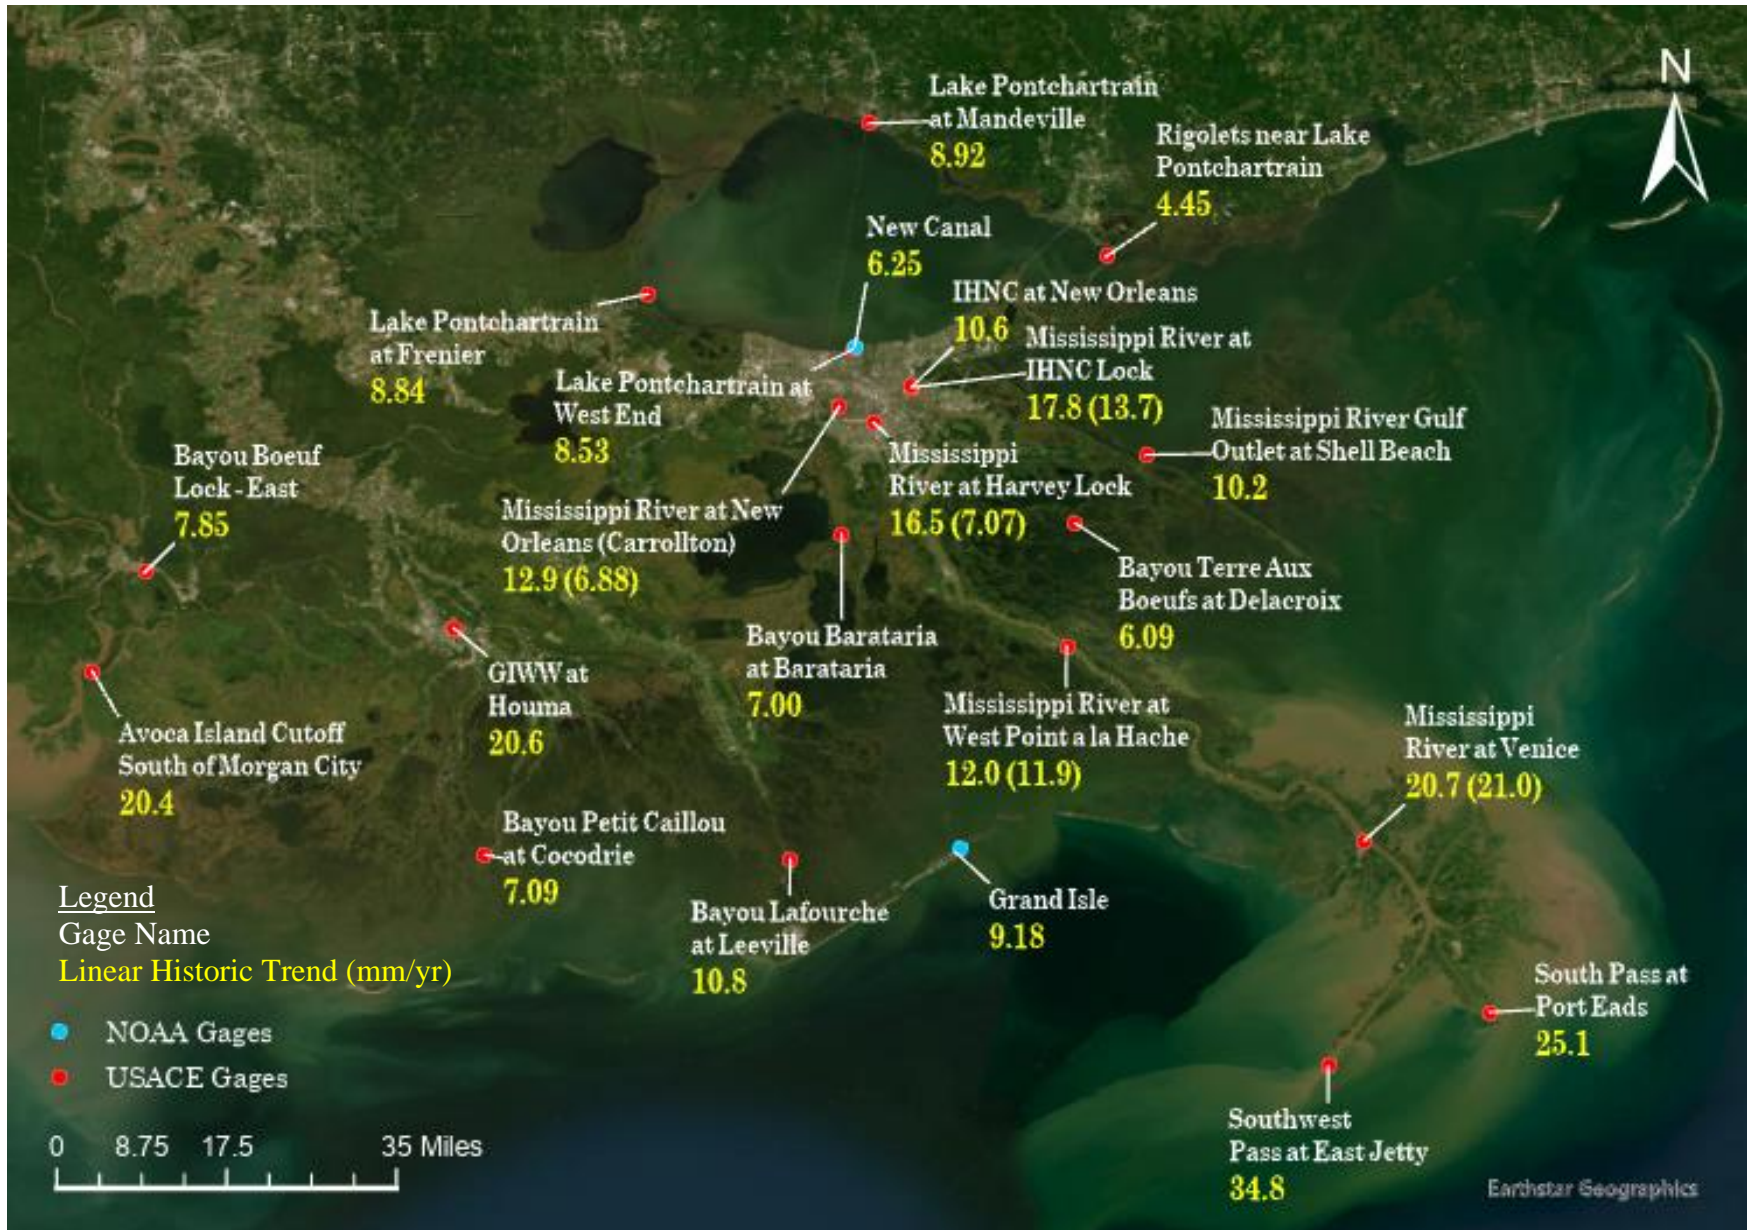 N
Lake Pontchartrain
at Mandeville
8.92
Rigolets near Lake
Pontchartrain
4.45
New Canal
6.25
IHNC at New Orleans
10.6
Mississippi River at
IHNC Lock
17.8 (13.7)
Lake Pontchartrain
at Frenier
8.84
Lake Pontchartrain at
West End
8.53
Mississippi River Gulf
Outlet at Shell Beach
10.2
Bayou Boeuf
Lock - East
7.85
Mississippi
River at Harvey Lock
16.5 (7.07)
Mississippi River at New
Orleans (Carrollton)
12.9 (6.88)
Bayou Terre Aux
Boeufs at Delacroix
6.09
Bayou Barataria
at Barataria
7.00
GIWW at
Houma
20.6
Mississippi River at
West Point a la Hache
12.0 (11.9)
Mississippi
River at Venice
20.7 (21.0)
Avoca Island Cutoff
South of Morgan City
20.4
Bayou Petit Caillou
at Cocodrie
7.09
Bayou Lafourche
at Leeville
10.8
Grand Isle
9.18
South Pass at
Port Eads
25.1
Southwest
Pass at East Jetty
34.8
Legend
Gage Name
Linear Historic Trend (mm/yr)
NOAA Gages
USACE Gages
0 8.75 17.5 35 Miles
Earthstar Geographics